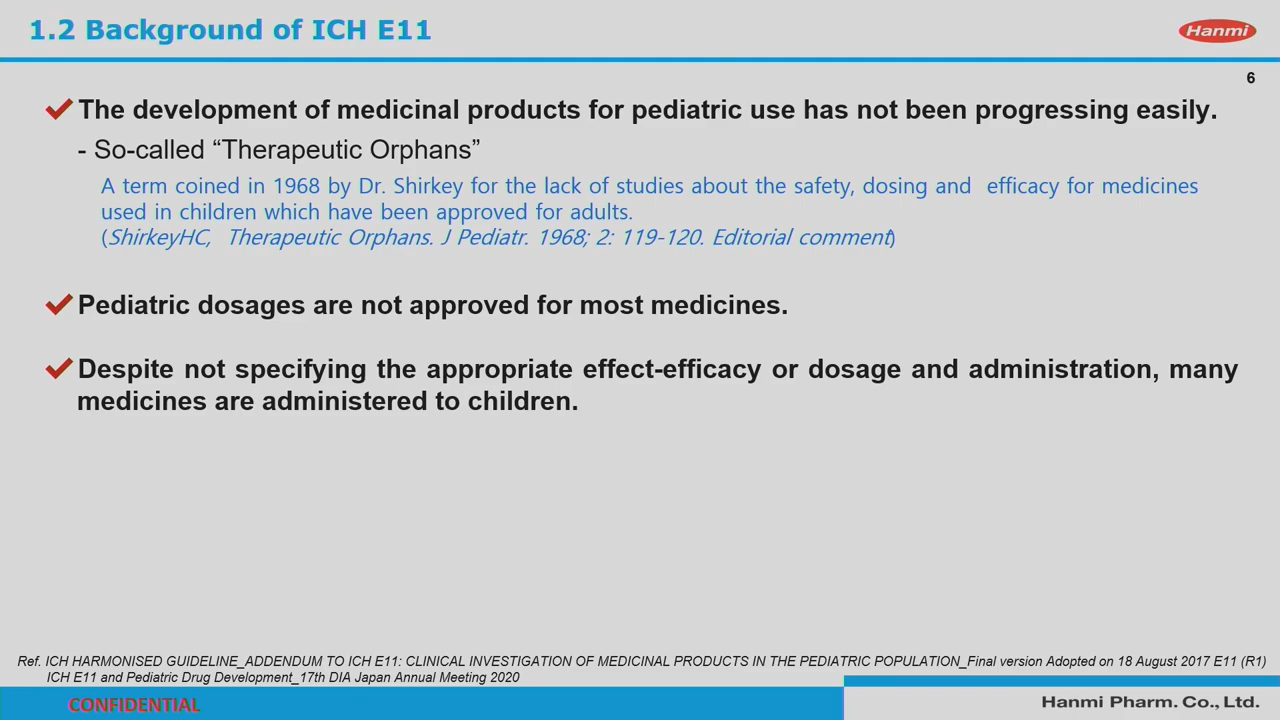 1.2 Background of ICH E11
Hanmi
6
The development of medicinal products for pediatric use has not been progressing easily.
- So-called “Therapeutic Orphans”
A term coined in 1968 by Dr. Shirkey for the lack of studies about the safety, dosing and efficacy for medicines
used in children which have been approved for adults.
(ShirkeyHC, Therapeutic Orphans. J Pediatr. 1968; 2: 119-120. Editorial comment)
Pediatric dosages are not approved for most medicines.
Despite not specifying the appropriate effect-efficacy or dosage and administration, many
medicines are administered to children.
Ref. ICH HARMONISED GUIDELINE_ADDENDUM TO ICH E11: CLINICAL INVESTIGATION OF MEDICINAL PRODUCTS IN THE PEDIATRIC POPULATION_Final version Adopted on 18 August 2017 E11 (R1)
ICH E11 and Pediatric Drug Development_17th DIA Japan Annual Meeting 2020
CONFIDENTIAL
Hanmi Pharm. Co., Ltd.